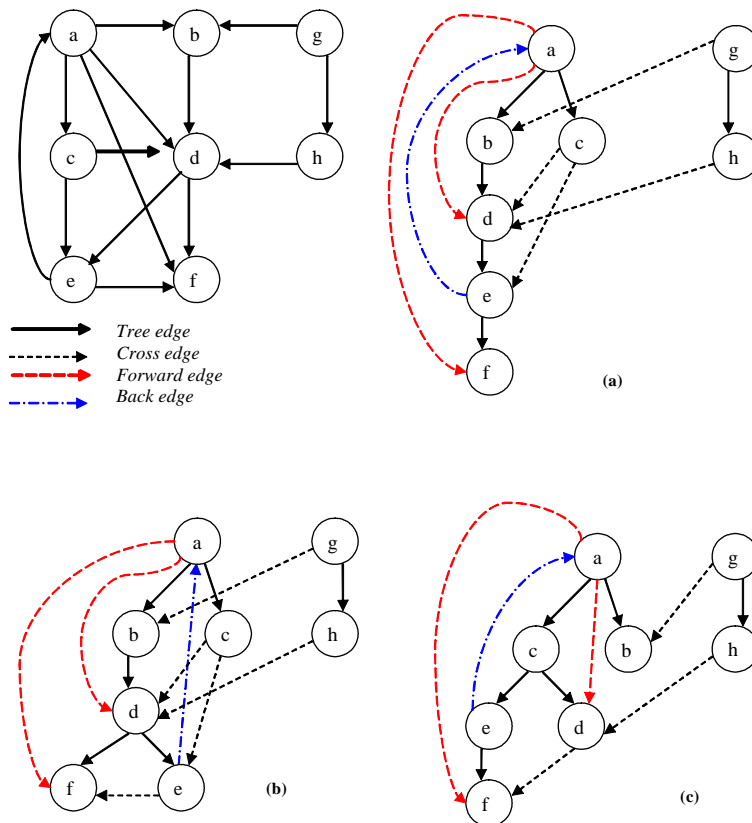 a b g
c d h
e f
Tree edge
Cross edge
Forward edge
Back edge
a g
b c h
d
e
f
(a)
a g
b c h
d
f e
(b)
a g
c b h
e d
f
(c)